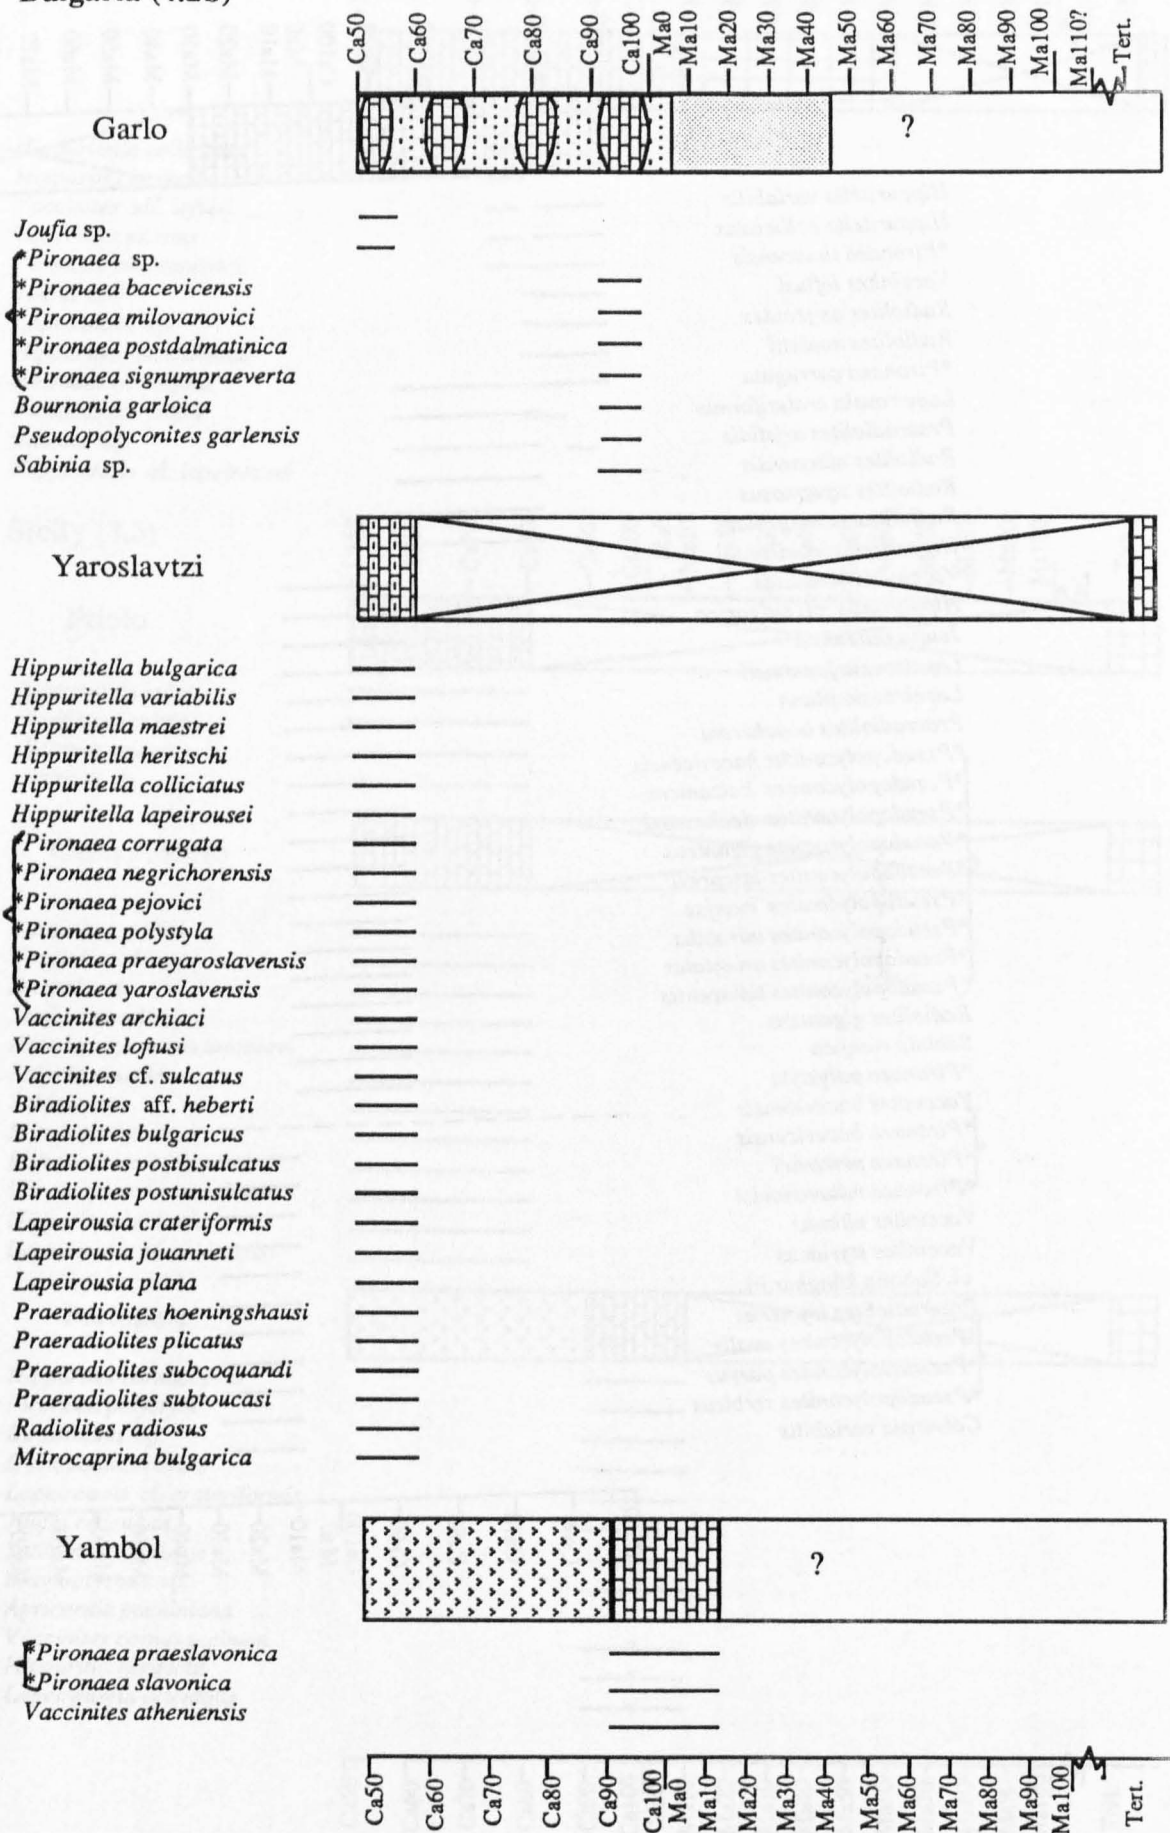 Bulgaria
Ca50 Ca60 Ca70 Ca80 Ca90 Ca100 Ma0 Ma10 Ma20 Ma30 Ma40 Ma50 Ma60 Ma70 Ma80 Ma90 Ma100 Ma110? Tert.
Garlo ?
Joufia sp.
*Pironaea sp.
*Pironaea bacevicensis
*Pironaea milovanovici
*Pironaea postdalmatinica
*Pironaea signumpraeverta
Bournonia garloica
Pseudopolyconites garlensis
Sabinia sp.
Yaroslavtzi
Hippuritella bulgarica
Hippuritella variabilis
Hippuritella maestrei
Hippuritella heritschi
Hippuritella colliciatus
Hippuritella lapeirousei
*Pironaea corrugata
*Pironaea negrichorensis
*Pironaea pejovici
*Pironaea polystyla
*Pironaea praeyaroslavensis
*Pironaea yaroslavensis
Vaccinites archiaci
Vaccinites loftusi
Vaccinites cf. sulcatus
Biradiolites aff. heberti
Biradiolites bulgaricus
Biradiolites postbisulcatus
Biradiolites postunisulcatus
Lapeirousia crateriformis
Lapeirousia jouanneti
Lapeirousia plana
Praeradiolites hoeningshausi
Praeradiolites plicatus
Praeradiolites subcoquandi
Praeradiolites subtoucasi
Radiolites radiosus
Mitrocaprina bulgarica
Yambol ?
*Pironaea praeslavonica
*Pironaea slavonica
Vaccinites atheniensis
Ca50 Ca60 Ca70 Ca80 Ca90 Ca100 Ma0 Ma10 Ma20 Ma30 Ma40 Ma50 Ma60 Ma70 Ma80 Ma90 Ma100 Tert.